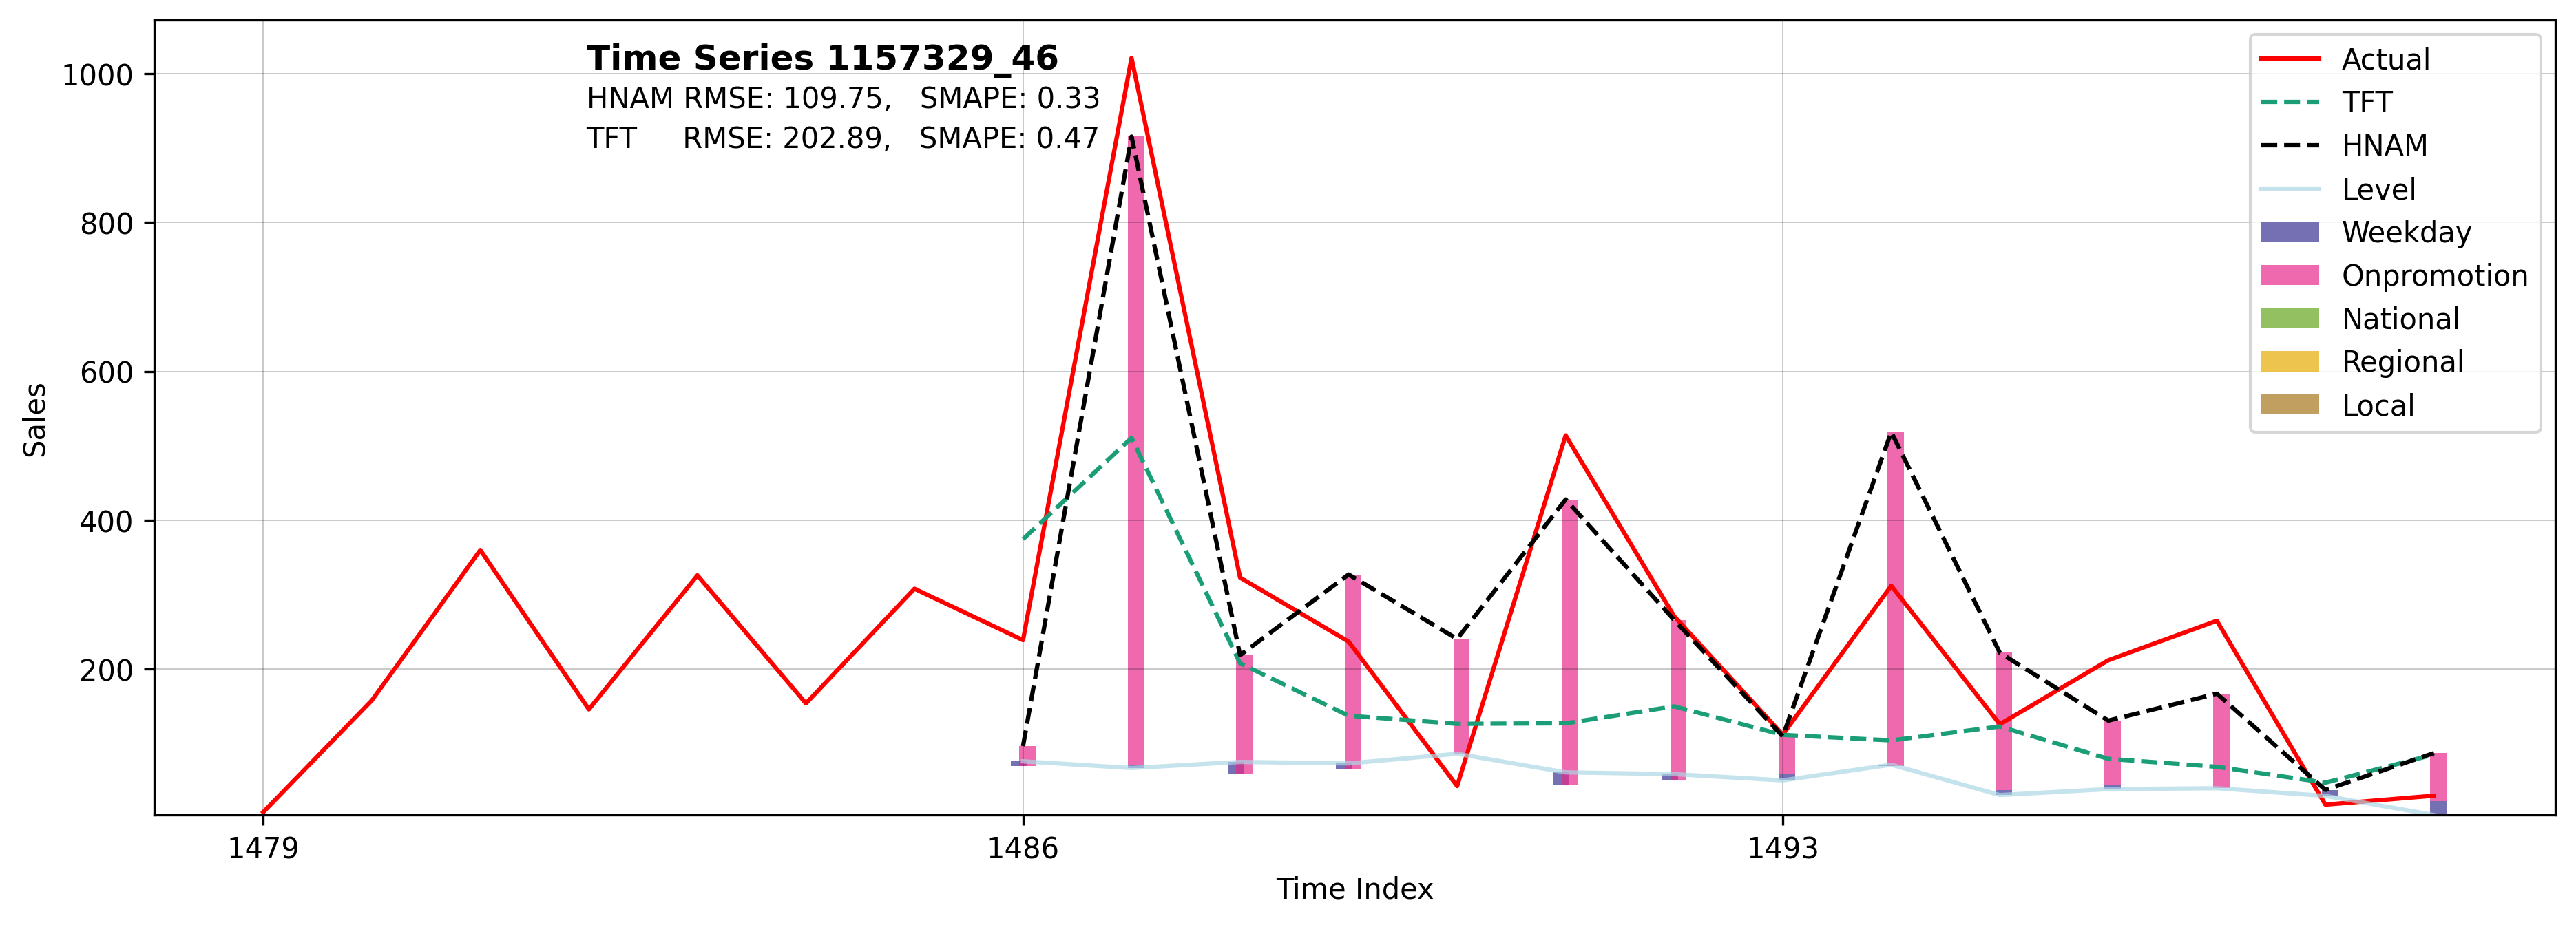 Time Series 1157329_46
HNAM RMSE: 109.75, SMAPE: 0.33
TFT RMSE: 202.89, SMAPE: 0.47
Actual
TFT
HNAM
Level
Weekday
Onpromotion
National
Regional
Local
1000
800
600
400
200
Sales
1479
1486
1493
Time Index